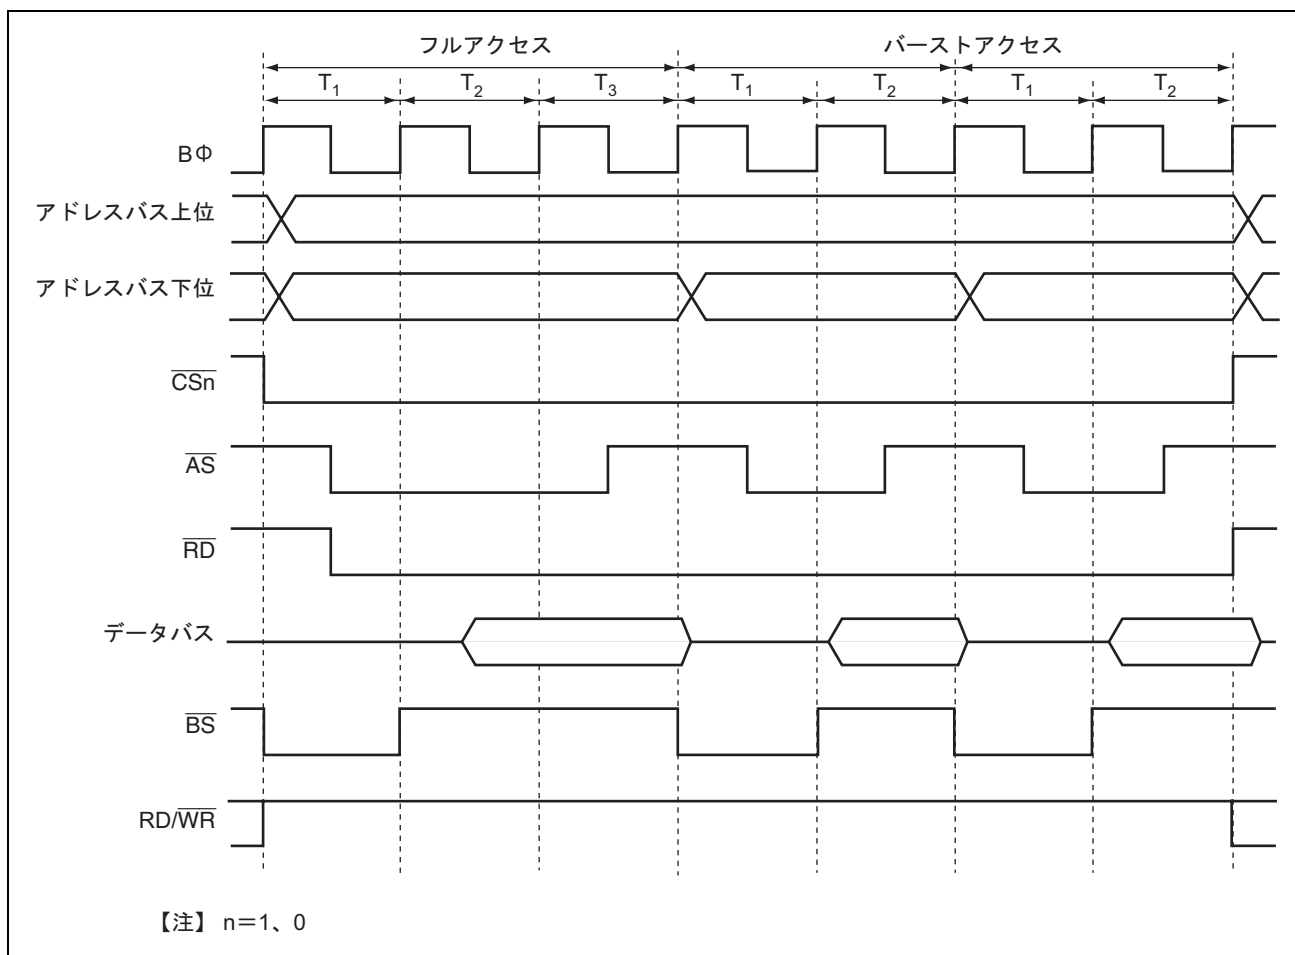 フルアクセス バーストアクセス
T1 T2 T3 T1 T2 T1 T2
BΦ
アドレスバス上位
アドレスバス下位
CSn
AS
RD
データバス
BS
RD/WR
【注】 n＝1、0